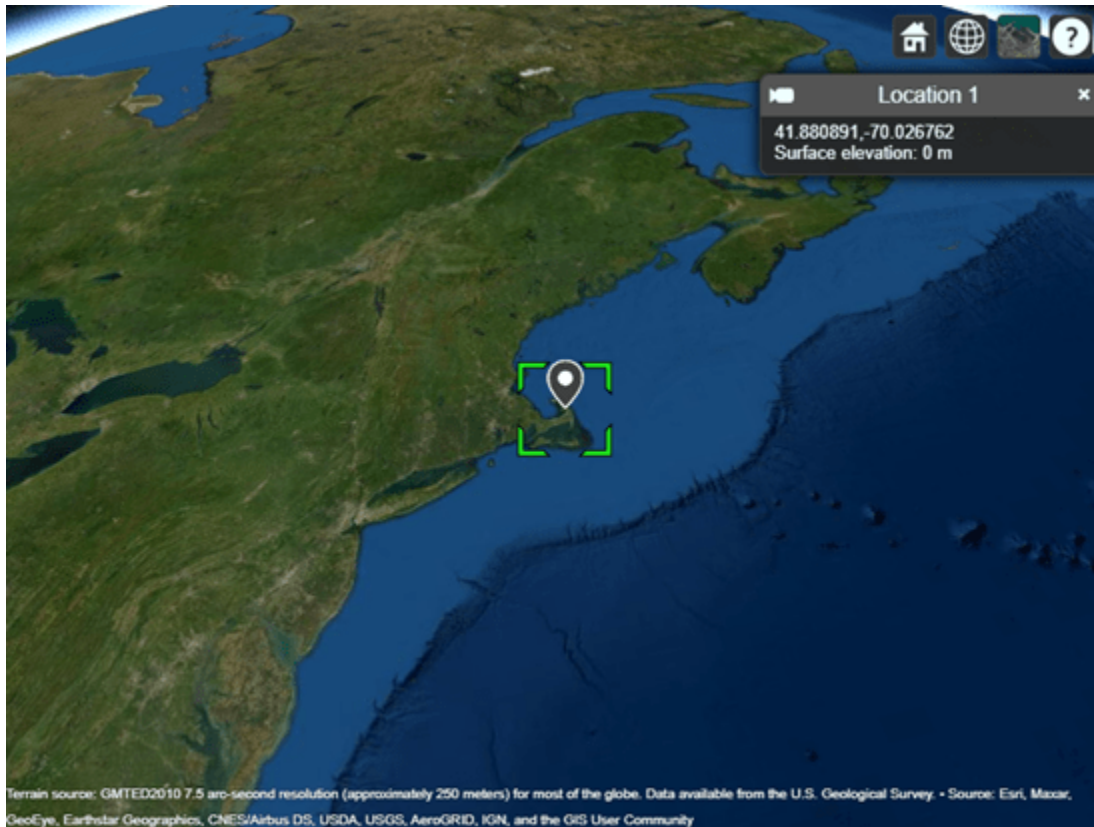 ?
Location 1
×
41.880891,-70.026762
Surface elevation: 0 m
Terrain source: GMTED2010 7.5 arc-second resolution (approximately 250 meters) for most of the globe. Data available from the U.S. Geological Survey. • Source: Esri, Maxar,
GeoEye, Earthstar Geographics, CNES/Airbus DS, USDA, USGS, AeroGRID, IGN, and the GIS User Community